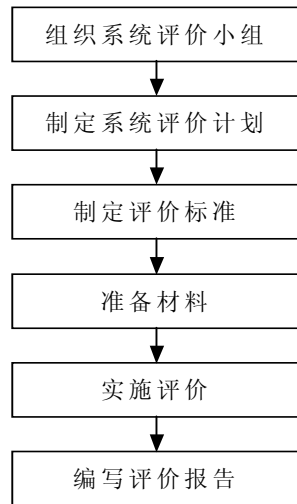 组织系统评价小组
制定系统评价计划
制定评价标准
准备材料
实施评价
编写评价报告